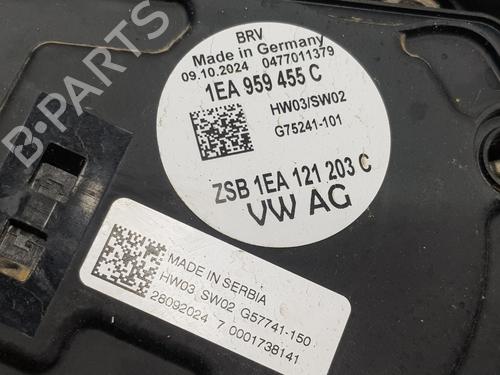 B-PARTS
BRV
Made in Germany
09.10.2024 0477011379
1EA 959 455 C
HW03/SW02
G75241-101
ZSB 1EA 121 203 C
VW AG
MADE IN SERBIA
HW03 SW02 G57741-150
28092024 7 0001738141